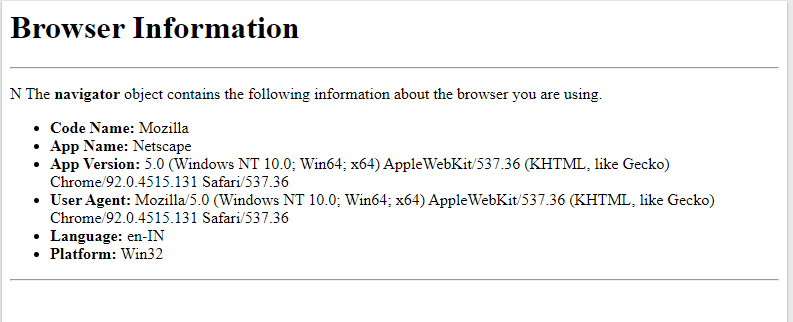 Browser Information
N The navigator object contains the following information about the browser you are using.
• Code Name: Mozilla
• App Name: Netscape
• App Version: 5.0 (Windows NT 10.0; Win64; x64) AppleWebKit/537.36 (KHTML, like Gecko)
Chrome/92.0.4515.131 Safari/537.36
• User Agent: Mozilla/5.0 (Windows NT 10.0; Win64; x64) AppleWebKit/537.36 (KHTML, like Gecko)
Chrome/92.0.4515.131 Safari/537.36
• Language: en-IN
• Platform: Win32